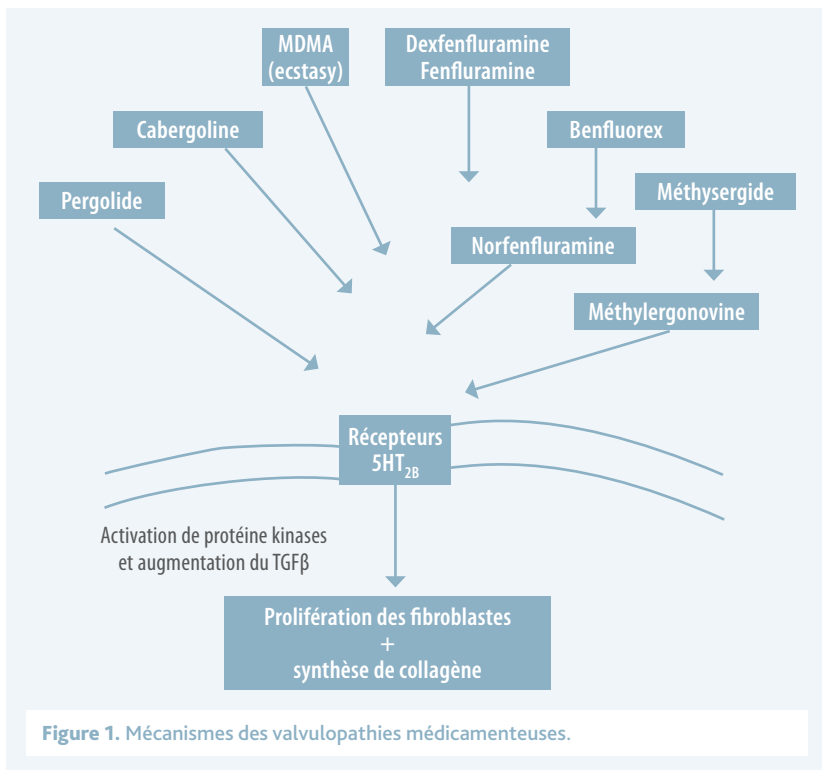 MDMA
(ecstasy)
Dexfenfluramine
Fenfluramine
Cabergoline
Benfluorex
Pergolide
Méthysergide
Norfenfluramine
Méthylergonovine
Récepteurs
5HT2B
Activation de protéine kinases
et augmentation du TGFβ
Prolifération des fibroblastes
+
synthèse de collagène
Figure 1. Mécanismes des valvulopathies médicamenteuses.